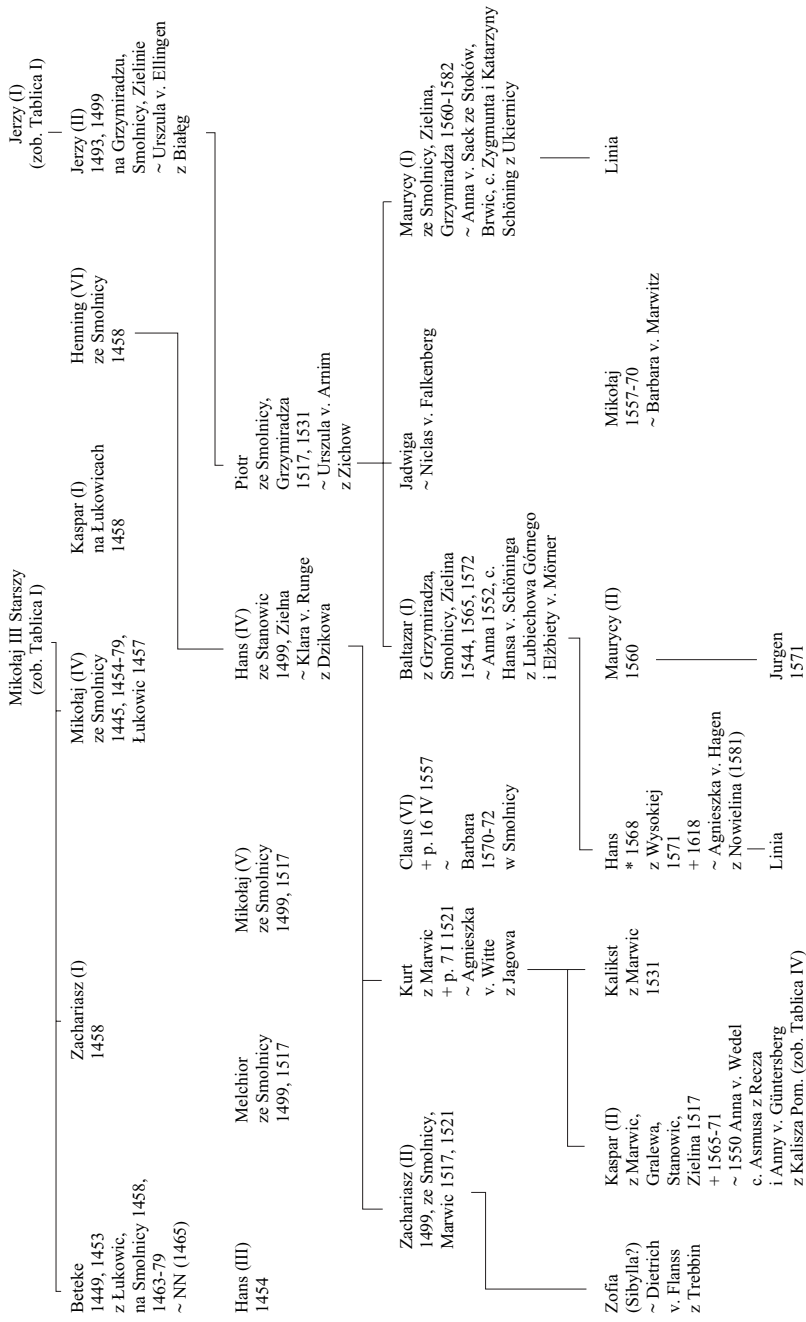 Mikołaj III Starszy
(zob. Tablica I)
Jerzy (I)
(zob. Tablica I)
Beteke
1449, 1453
z Łukowic,
na Smolnicy 1458,
1463-79
~ NN (1465)
Zachariasz (I)
1458
Mikołaj (IV)
ze Smolnicy
1445, 1454-79,
Łukowic 1457
Kaspar (I)
na Łukowicach
1458
Henning (VI)
ze Smolnicy
1458
Jerzy (II)
1493, 1499
na Grzymiradzu,
Smolnicy, Zielinie
~ Urszula v. Ellingen
z Białęg
Hans (III)
1454
Melchior
ze Smolnicy
1499, 1517
Mikołaj (V)
ze Smolnicy
1499, 1517
Hans (IV)
ze Stanowic
1499, Zielna
~ Klara v. Runge
z Dzikowa
Piotr
ze Smolnicy,
Grzymiradza
1517, 1531
~ Urszula v. Arnim
z Zichow
Zachariasz (II)
1499, ze Smolnicy,
Marwic 1517, 1521
Kurt
z Marwic
+ p. 7 I 1521
~ Agnieszka
v. Witte
z Jagowa
Claus (VI)
+ p. 16 IV 1557
~
Barbara
1570-72
w Smolnicy
Baltazar (I)
z Grzymiradza,
Smolnicy, Zielina
1544, 1565, 1572
~ Anna 1552, c.
Hansa v. Schöninga
z Lubiechowa Górnego
i Elżbiety v. Mörner
Jadwiga
~ Niclas v. Falkenberg
Maurycy (I)
ze Smolnicy, Zielina,
Grzymiradza 1560-1582
~ Anna v. Sack ze Stoków,
Brwic, c. Zygmunta i Katarzyny
Schöning z Ukiernicy
Zofia
(Sibylla?)
~ Dietrich
v. Flanss
z Trebbin
Kaspar (II)
z Marwic,
Gralewa,
Stanowic,
Zielina 1517
+ 1565-71
~ 1550 Anna v. Wedel
c. Asmusa z Recza
i Anny v. Güntersberg
z Kalisza Pom. (zob. Tablica IV)
Kalikst
z Marwic
1531
Hans
* 1568
z Wysokiej
1571
+ 1618
~ Agnieszka v. Hagen
z Nowielina (1581)
Linia
Maurycy (II)
1560
Jurgen
1571
Mikołaj
1557-70
~ Barbara v. Marwitz
Linia